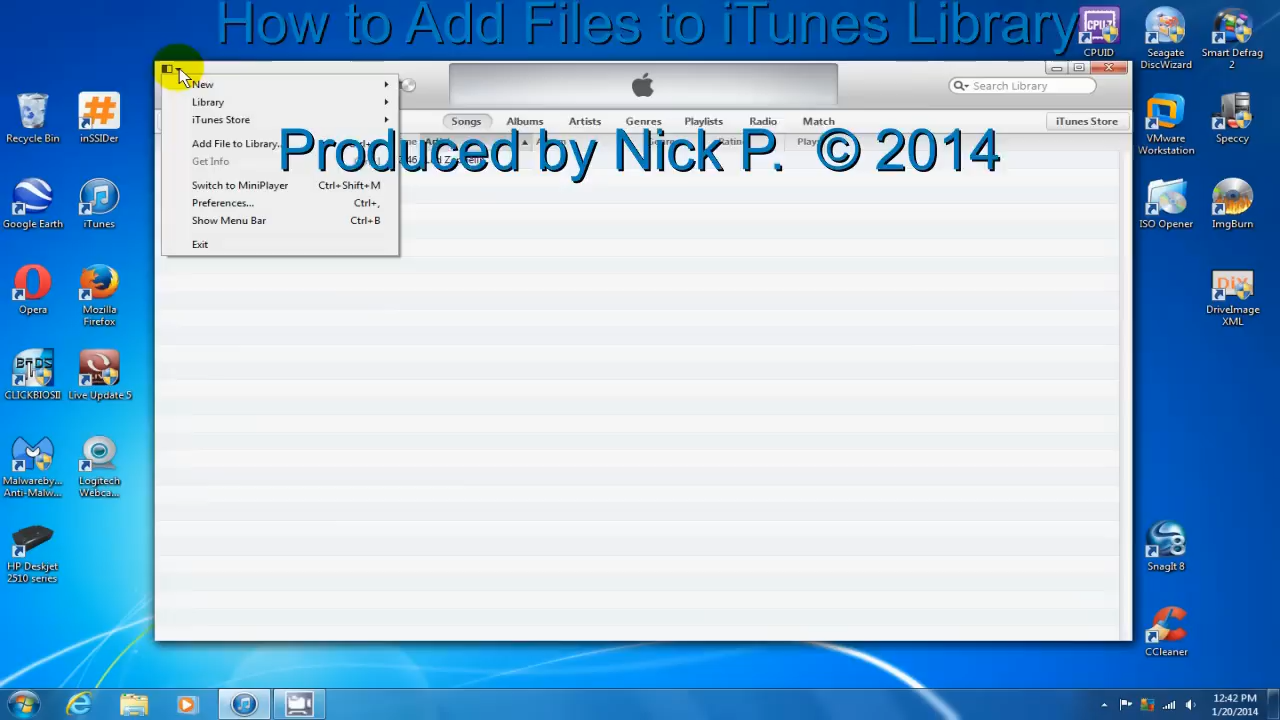 How to Add Files to iTunes Library
Produced by Nick P. © 2014
New
Library
iTunes Store
Add File to Library...
Get Info
Switch to MiniPlayer Ctrl+Shift+M
Preferences... Ctrl+,
Show Menu Bar Ctrl+B
Exit
Search Library
Songs Albums Artists Genres Playlists Radio Match iTunes Store
Recycle Bin
inSSIDer
Google Earth
iTunes
Opera
Mozilla
Firefox
CLICKBIOSII
Live Update 5
Malwareby...
Anti-Malw...
Logitech
Webca...
HP Deskjet
2510 series
CPU-Z
CPUID
Seagate
DiscWizard
Smart Defrag
2
VMware
Workstation
Speccy
ISO Opener
ImgBurn
DriveImage
XML
SnagIt 8
CCleaner
12:42 PM
1/20/2014